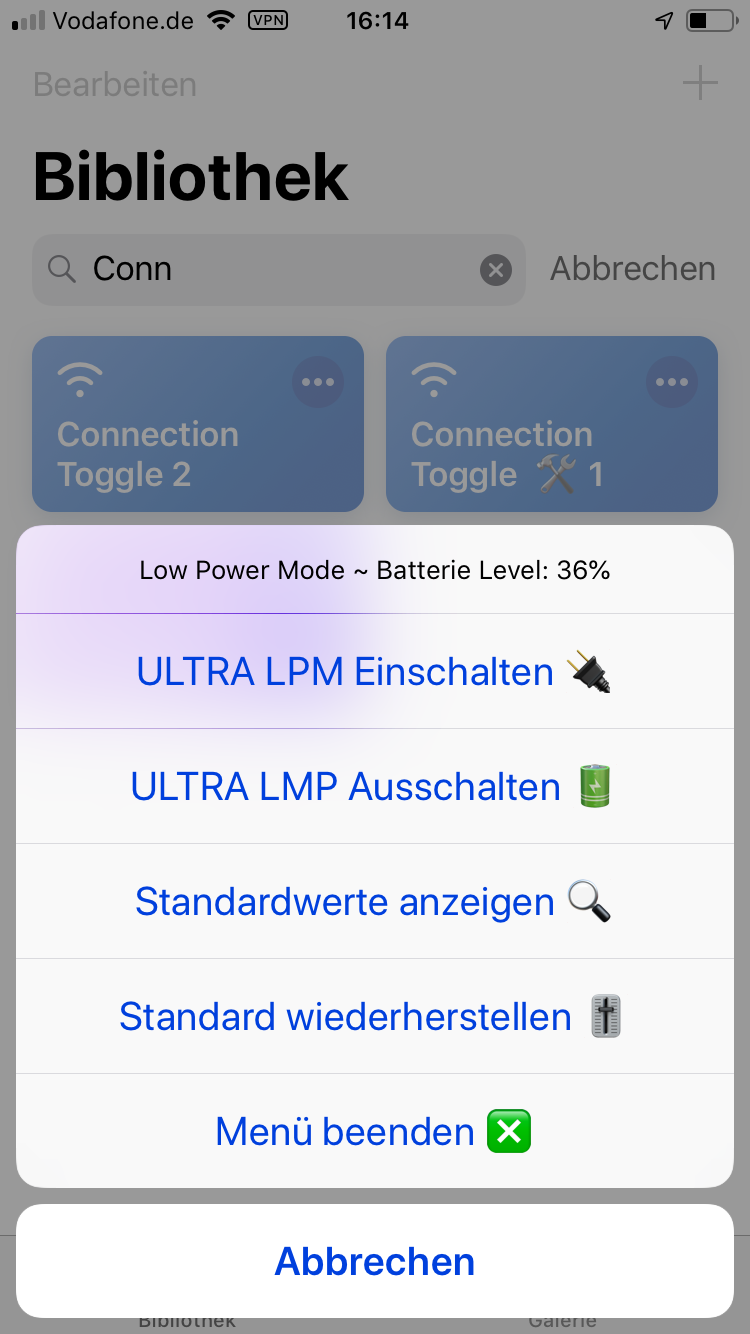 Vodafone.de VPN 16:14
Bearbeiten
Bibliothek
Conn Abbrechen
Connection
Toggle 2
Connection
Toggle 🛠 1
Low Power Mode ~ Batterie Level: 36%
ULTRA LPM Einschalten 🔌
ULTRA LMP Ausschalten 🔋
Standardwerte anzeigen 🔍
Standard wiederherstellen 🎚
Menü beenden ❎
Abbrechen
Bibliothek Galerie